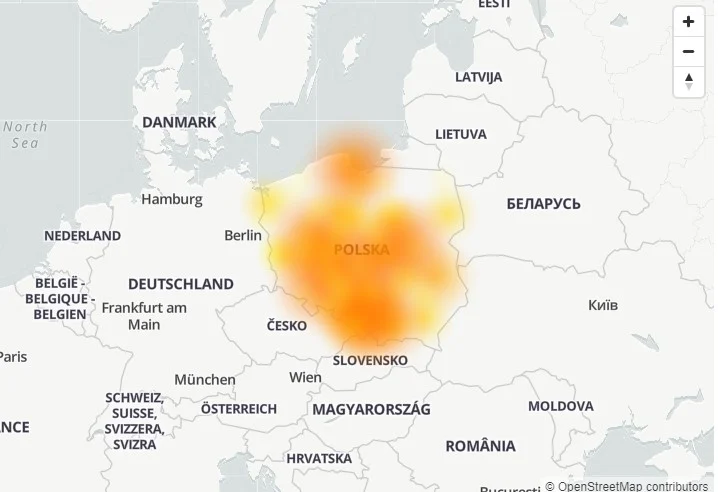 EESTI
LATVIJA
North
Sea
DANMARK
LIETUVA
Hamburg
БЕЛАРУСЬ
NEDERLAND
Berlin
POLSKA
DEUTSCHLAND
BELGIË -
BELGIQUE -
BELGIEN
Frankfurt am
Main
Київ
ČESKO
Paris
SLOVENSKO
München
Wien
SCHWEIZ,
SUISSE,
SVIZZERA,
SVIZRA
ÖSTERREICH
MAGYARORSZÁG
MOLDOVA
NCE
ROMÂNIA
HRVATSKA
București
© OpenStreetMap contributors